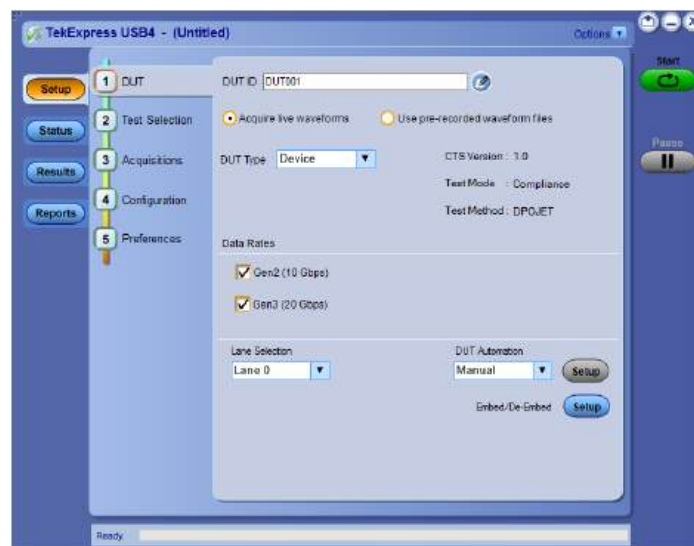 TekExpress USB4 - (Untitled)
Options
Start
Pause
Setup
Status
Results
Reports
1 DUT
2 Test Selection
3 Acquisitions
4 Configuration
5 Preferences
DUT ID DUT001
Acquire live waveforms
Use pre-recorded waveform files
DUT Type Device
CTS Version : 1.0
Test Mode : Compliance
Test Method : DPOJET
Data Rates
Gen2 (10 Gbps)
Gen3 (20 Gbps)
Lane Selection
Lane 0
DUT Automation
Manual
Setup
Embed/De-Embed
Setup
Ready